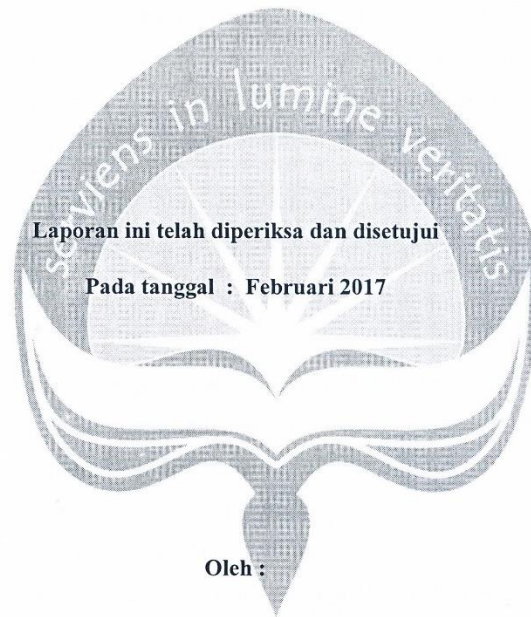 serviens in lumine veritatis
Laporan ini telah diperiksa dan disetujui
Pada tanggal : Februari 2017
Oleh :